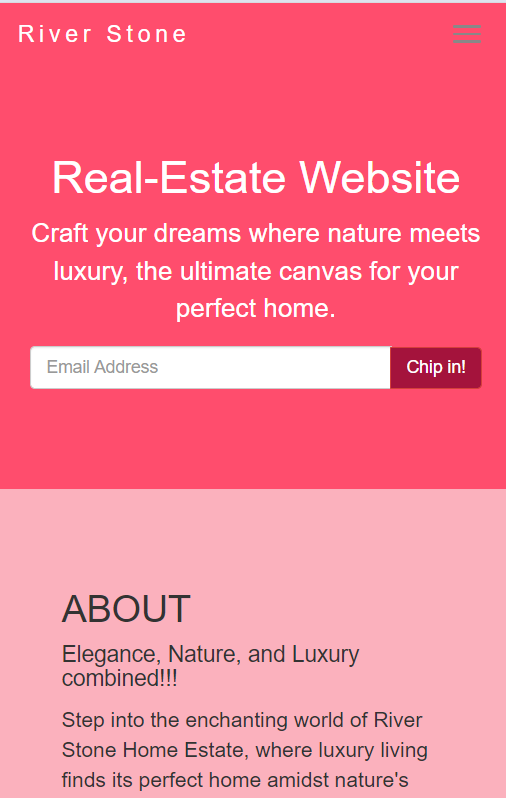 River Stone
Real-Estate Website
Craft your dreams where nature meets
luxury, the ultimate canvas for your
perfect home.
Email Address
Chip in!
ABOUT
Elegance, Nature, and Luxury
combined!!!
Step into the enchanting world of River
Stone Home Estate, where luxury living
finds its perfect home amidst nature's